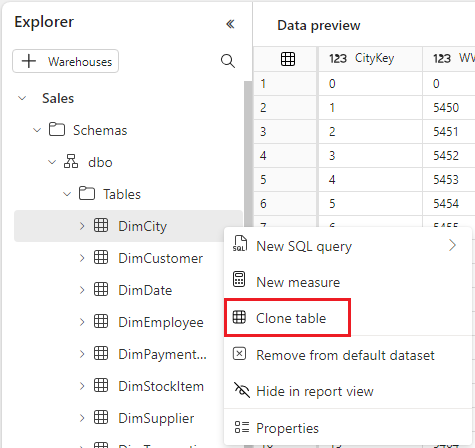 Explorer
«
Data preview
+ Warehouses
123 CityKey
123 WW
Sales
Schemas
dbo
Tables
DimCity
DimCustomer
DimDate
DimEmployee
DimPayment...
DimStockItem
DimSupplier
1 0 0
2 1 5450
3 2 5451
4 3 5452
5 4 5453
6 5 5454
New SQL query
SQL
New measure
Clone table
Remove from default dataset
Hide in report view
Properties